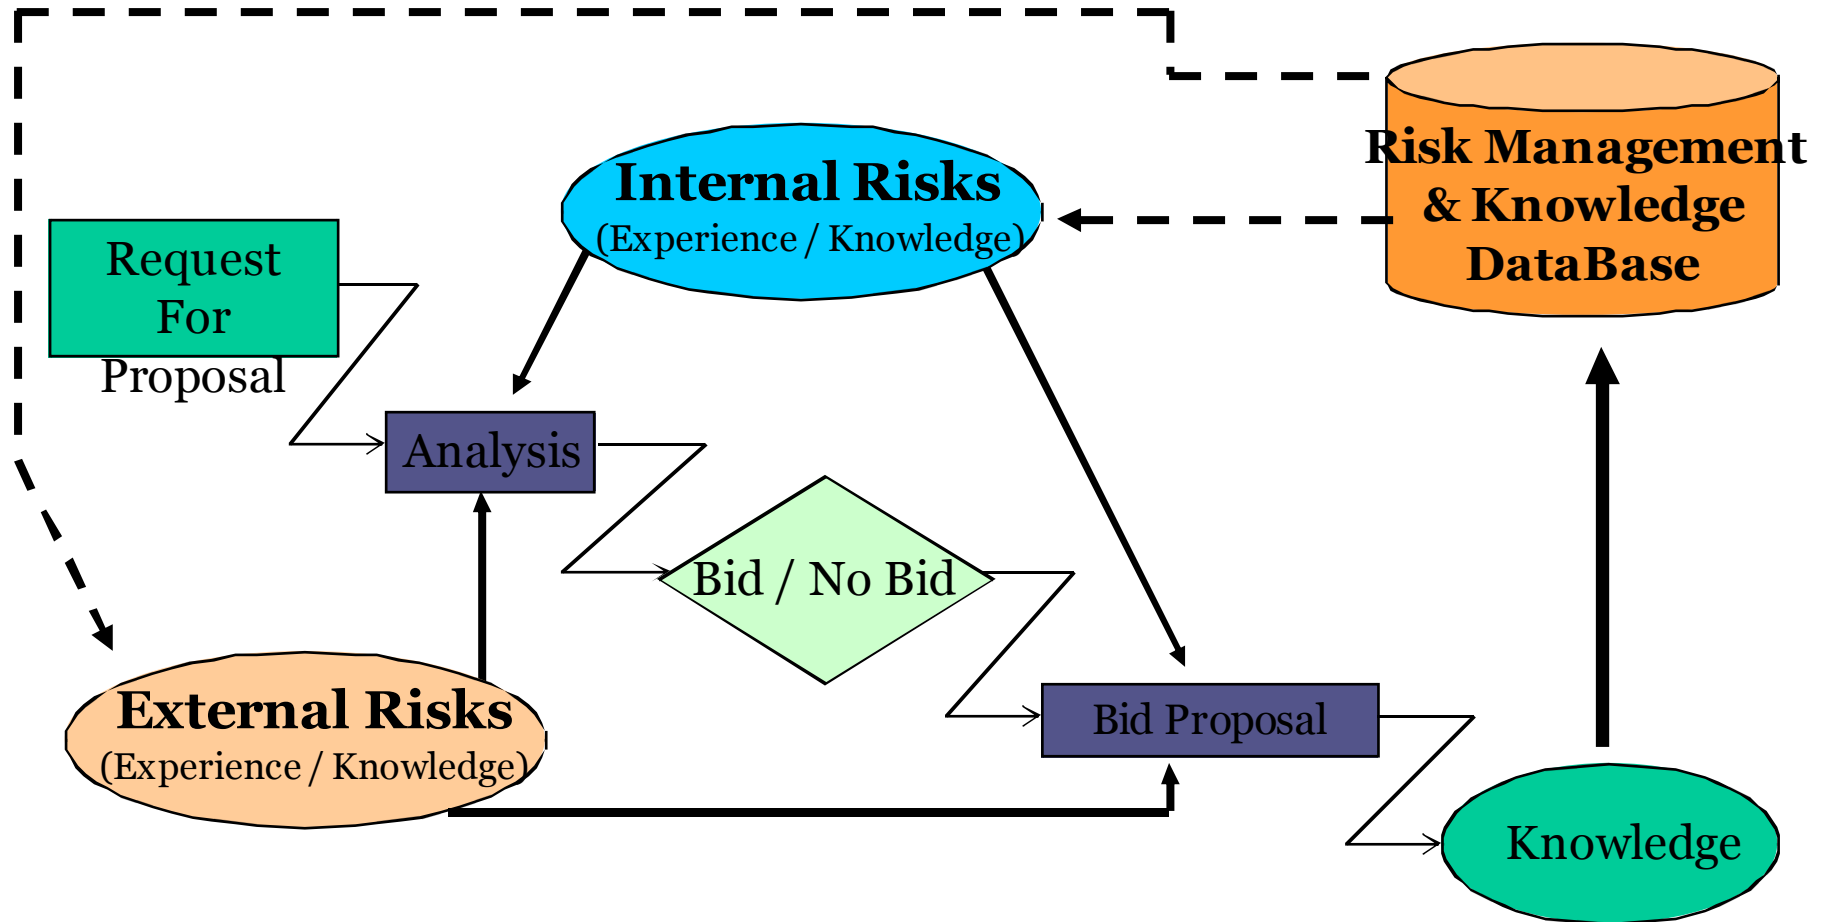 Risk Management
& Knowledge
DataBase
Internal Risks
(Experience / Knowledge)
Request
For
Proposal
Analysis
Bid / No Bid
External Risks
(Experience / Knowledge)
Bid Proposal
Knowledge